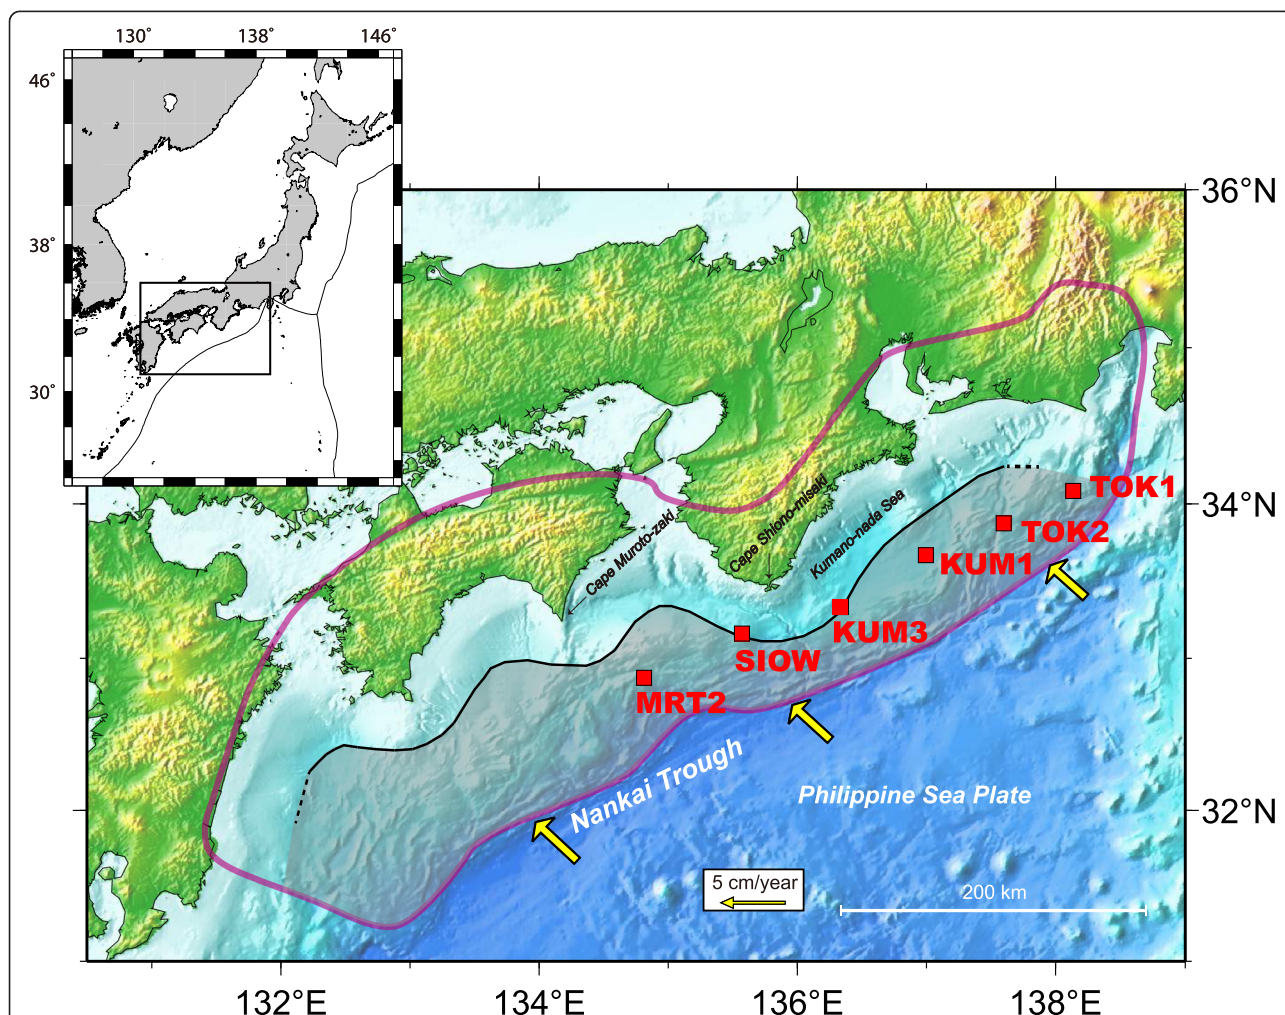 130° 138° 146°
46°
38°
30°
36°N
34°N
32°N
TOK1
TOK2
KUM1
KUM3
SIOW
MRT2
Cape Muroto-zaki
Cape Shiono-misaki
Kumano-nada Sea
Nankai Trough
Philippine Sea Plate
5 cm/year
200 km
132°E 134°E 136°E 138°E